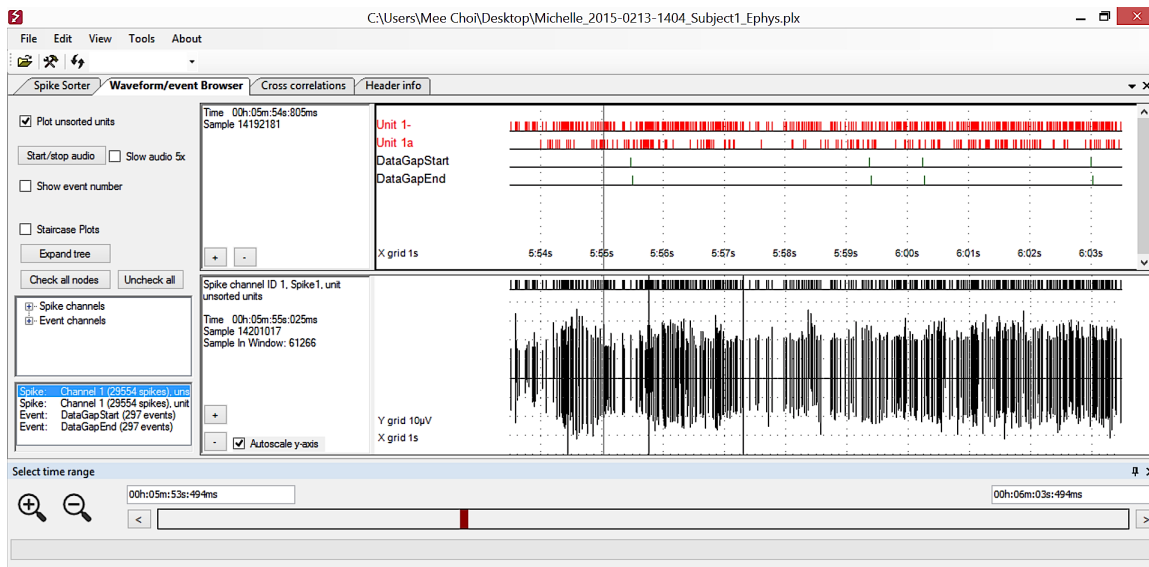 C:\Users\Mee Choi\Desktop\Michelle_2015-0213-1404_Subject1_Ephys.plx
File Edit View Tools About
Spike Sorter Waveform/event Browser Cross correlations Header info
Plot unsorted units
Start/stop audio Slow audio 5x
Show event number
Staircase Plots
Expand tree
Check all nodes Uncheck all
Spike channels
Event channels
Spike: Channel 1 (29554 spikes), uns
Spike: Channel 1 (29554 spikes), unit
Event: DataGapStart (297 events)
Event: DataGapEnd (297 events)
Time 00h:05m:54s:805ms
Sample 14192181
+ -
Unit 1-
Unit 1a
DataGapStart
DataGapEnd
X grid 1s
5:54s 5:55s 5:56s 5:57s 5:58s 5:59s 6:00s 6:01s 6:02s 6:03s
Spike channel ID 1, Spike1, unit
unsorted units
Time 00h:05m:55s:025ms
Sample 14201017
Sample In Window: 61266
+
- Autoscale y-axis
Y grid 10µV
X grid 1s
Select time range
00h:05m:53s:494ms 00h:06m:03s:494ms
< >